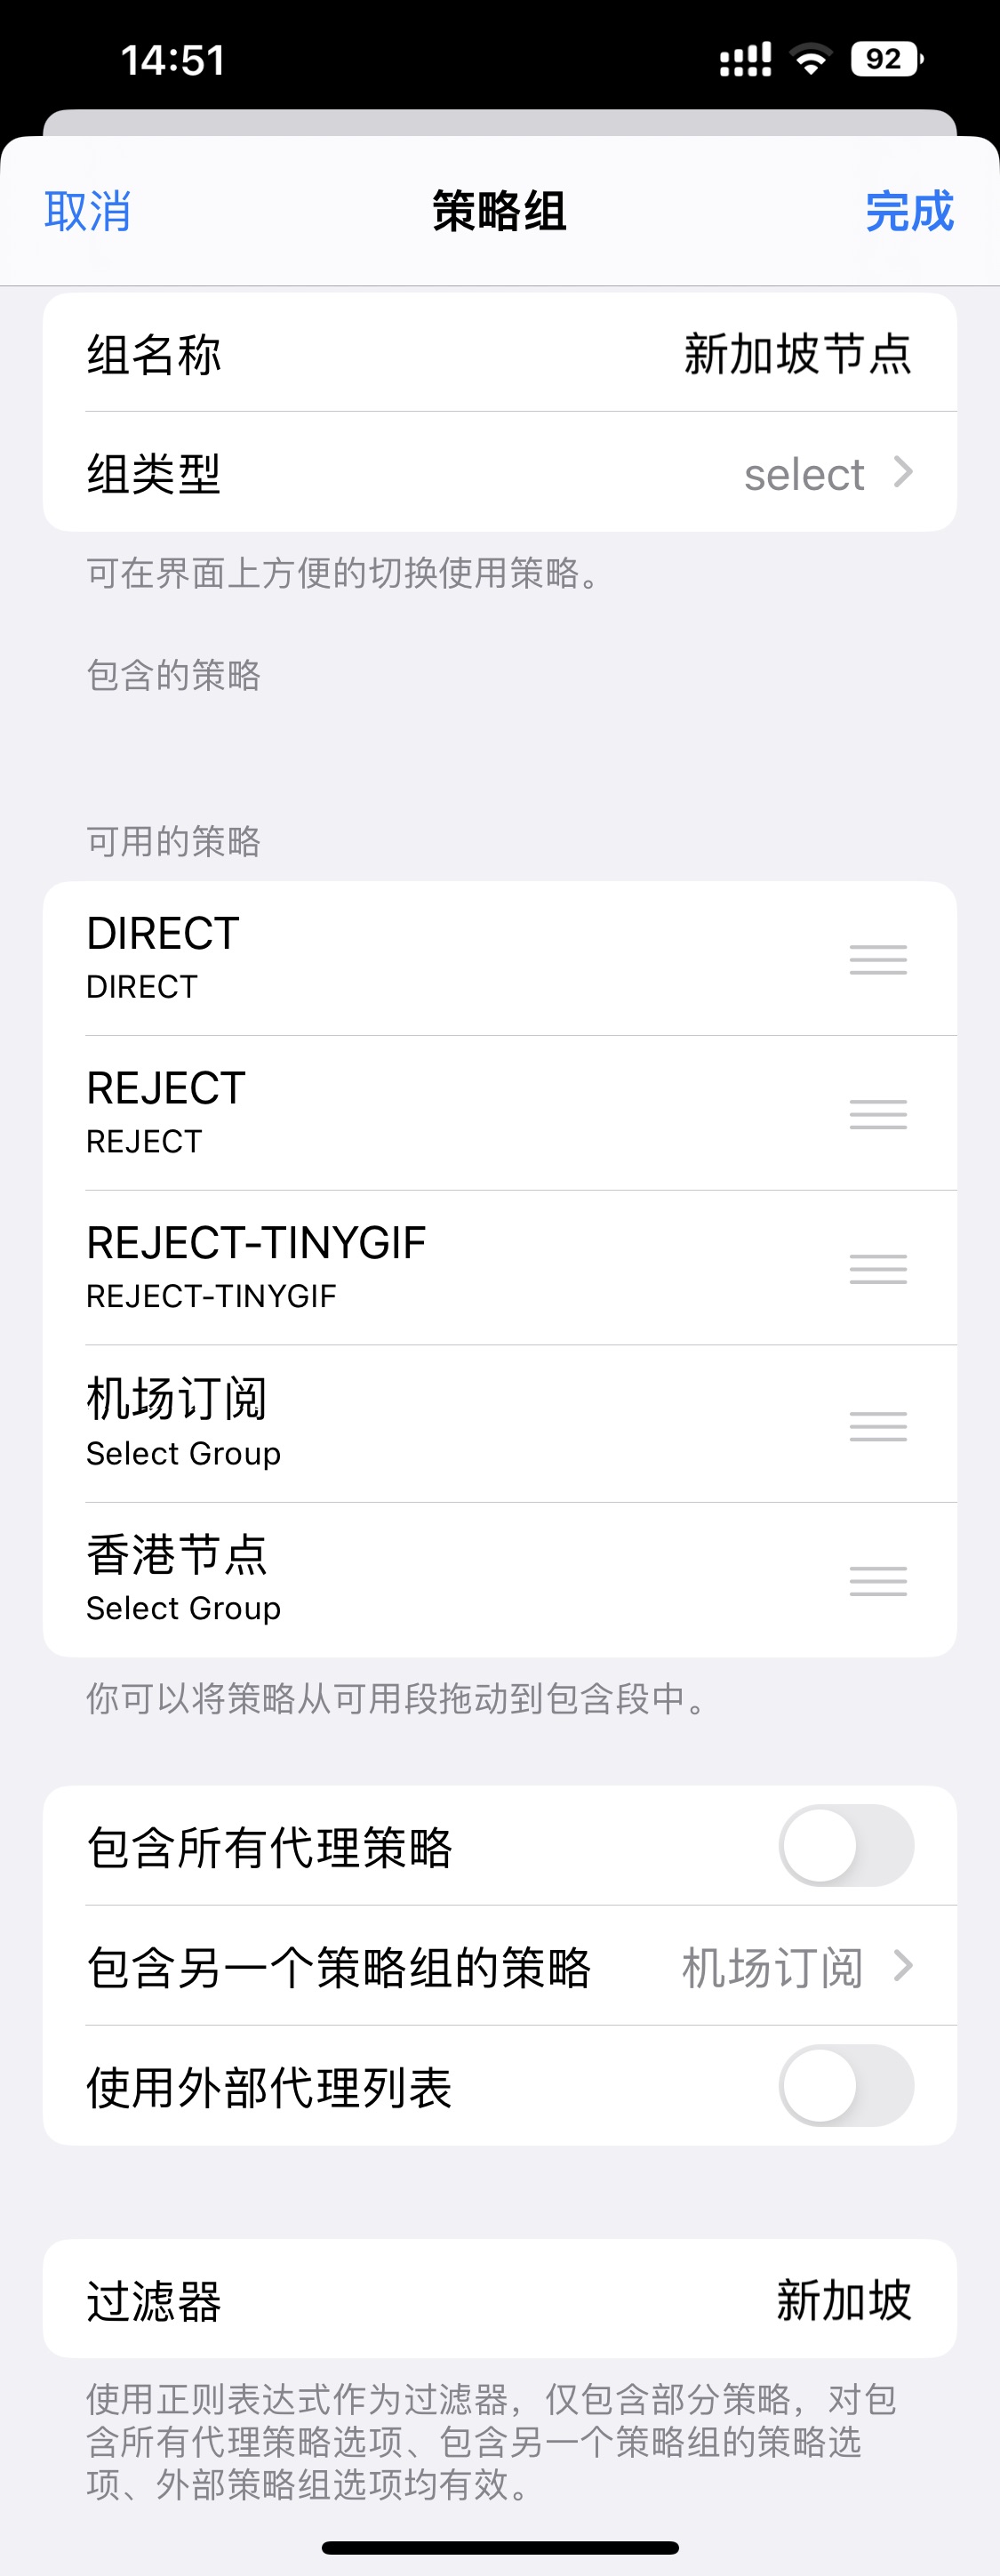 14:51
92
取消
策略组
完成
组名称
新加坡节点
组类型
select
可在界面上方便的切换使用策略。
包含的策略
可用的策略
DIRECT
DIRECT
REJECT
REJECT
REJECT-TINYGIF
REJECT-TINYGIF
机场订阅
Select Group
香港节点
Select Group
你可以将策略从可用段拖动到包含段中。
包含所有代理策略
包含另一个策略组的策略
机场订阅
使用外部代理列表
过滤器
新加坡
使用正则表达式作为过滤器，仅包含部分策略，对包
含所有代理策略选项、包含另一个策略组的策略选
项、外部策略组选项均有效。